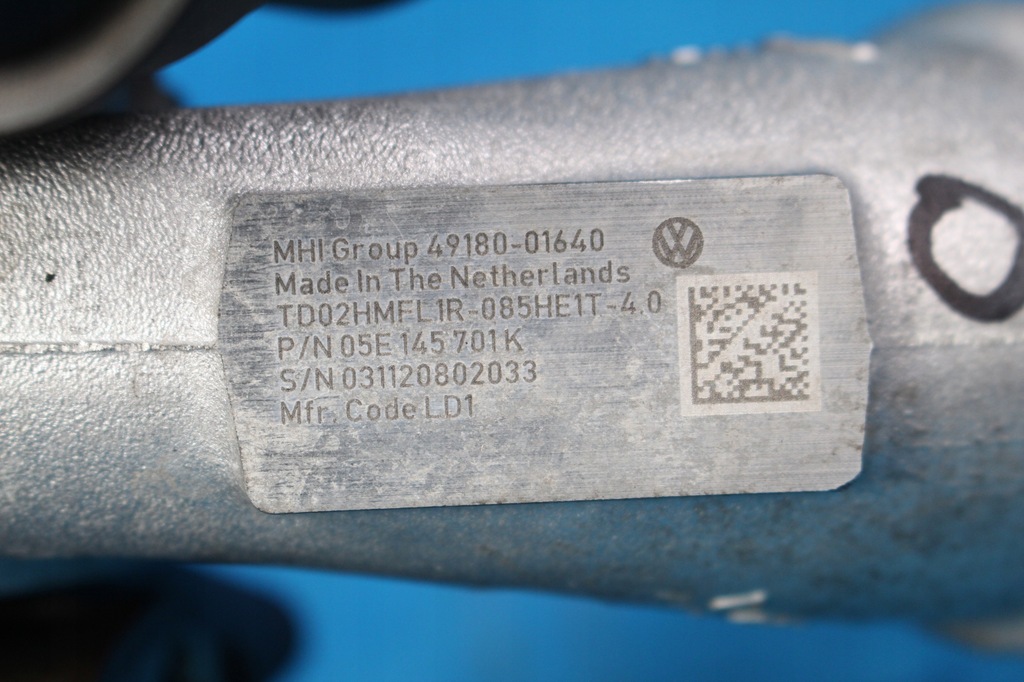 MHI Group 49180-01640
Made In The Netherlands
TD02HMFL1R-085HE1T-4.0
P/N 05E 145 701 K
S/N 031120802033
Mfr. Code LD1